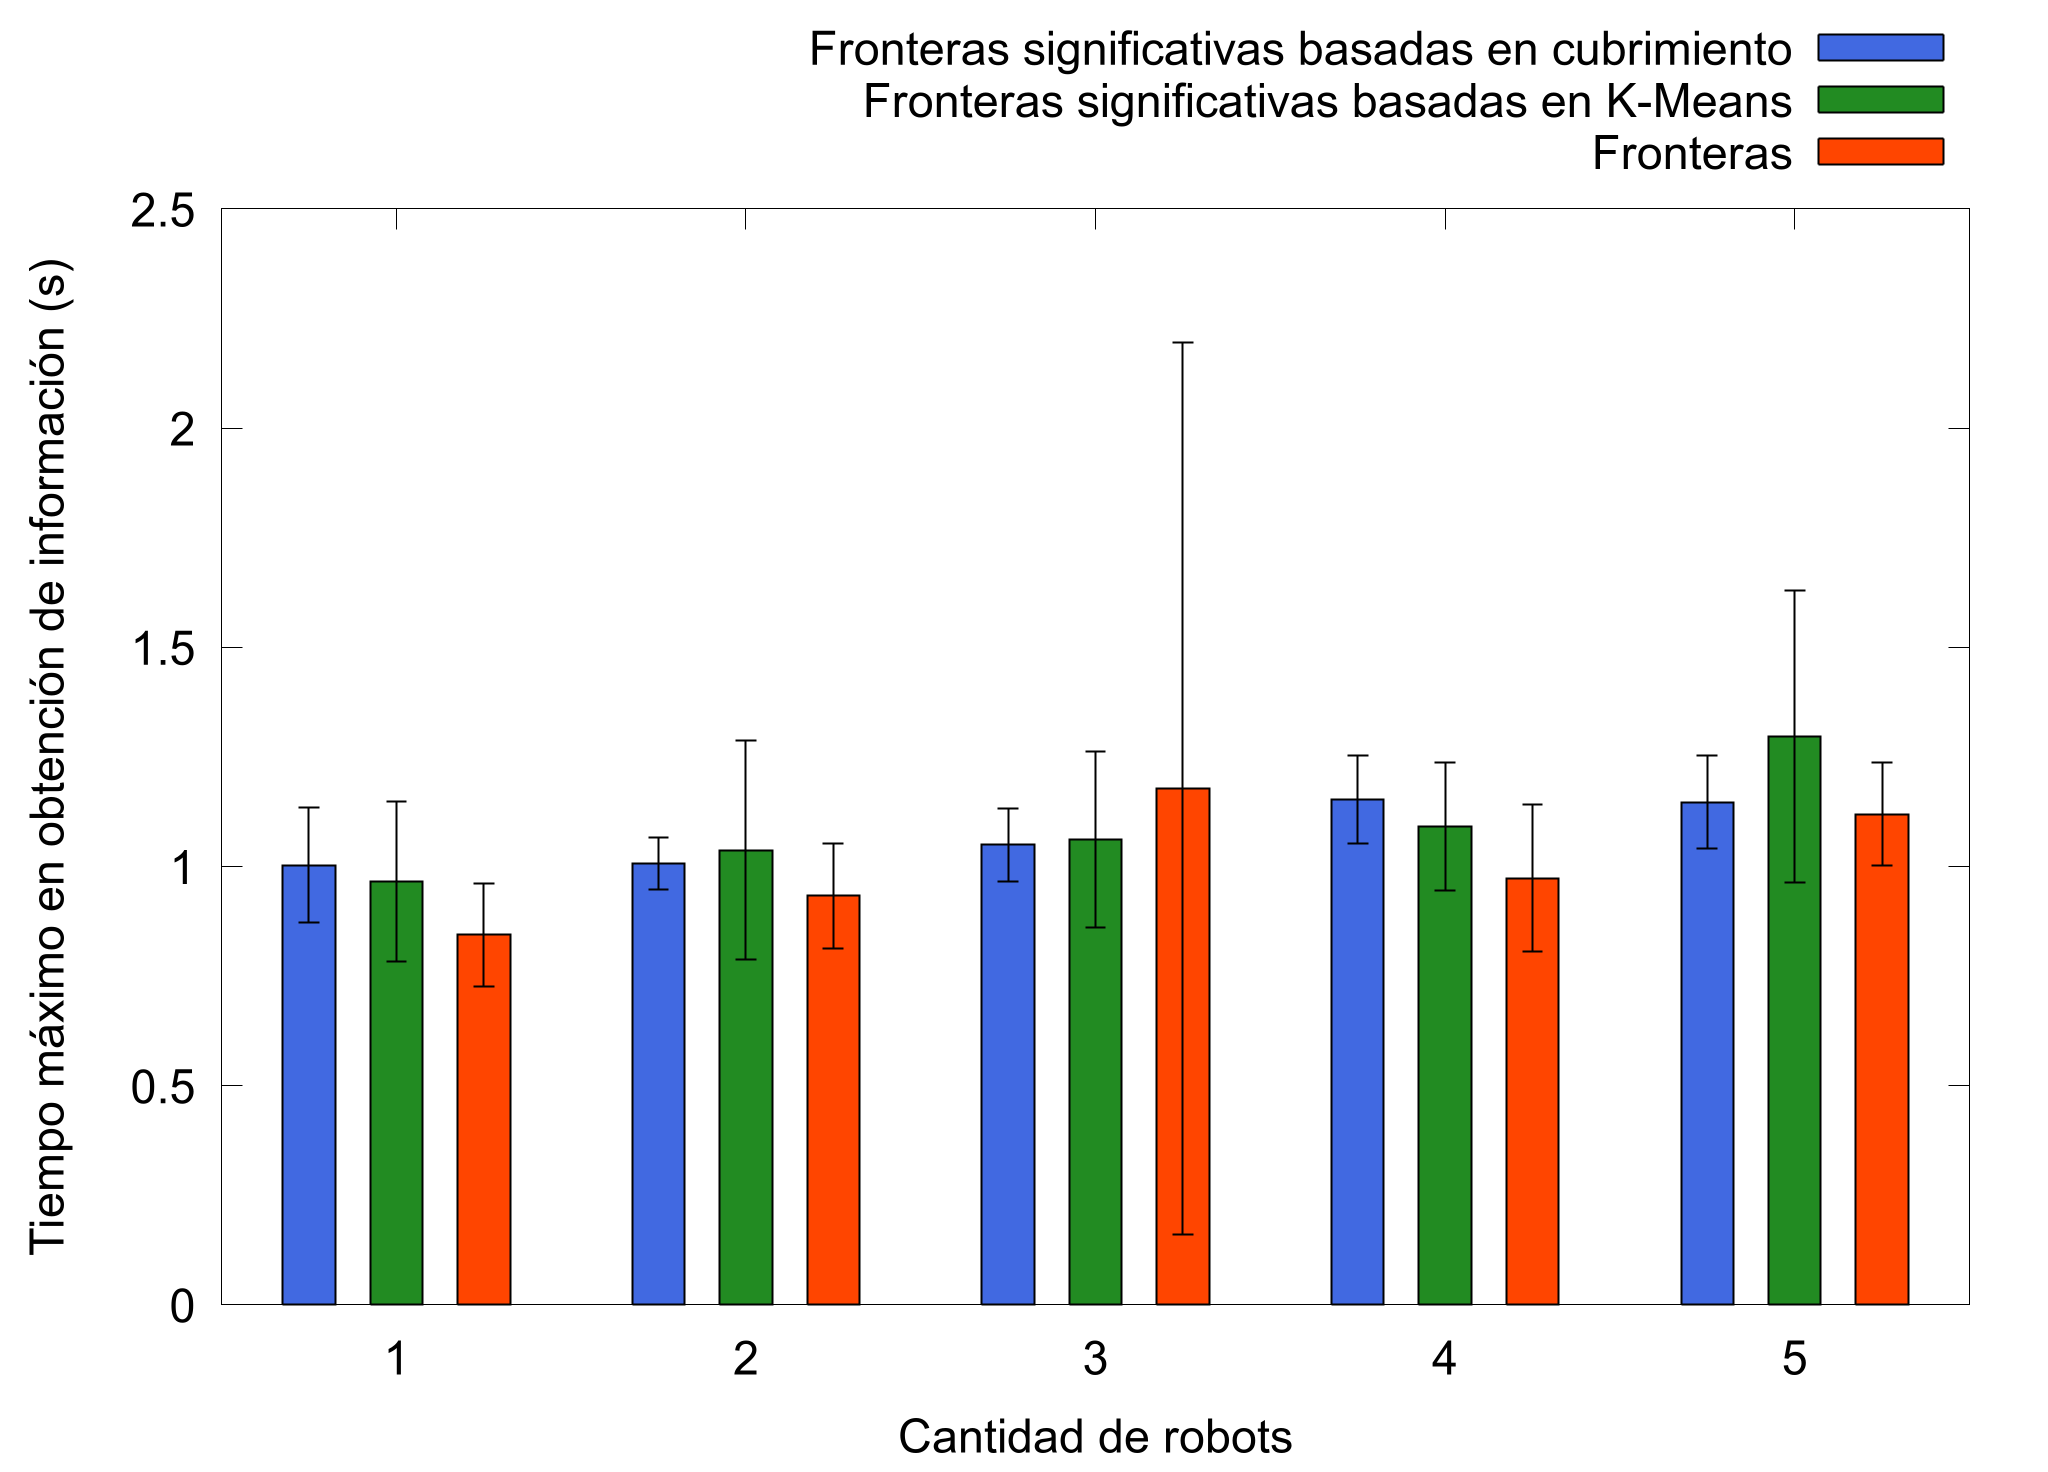 Fronteras significativas basadas en cubrimiento
Fronteras significativas basadas en K-Means
Fronteras
Tiempo máximo en obtención de información (s)
2.5
2
1.5
1
0.5
0
1 2 3 4 5
Cantidad de robots